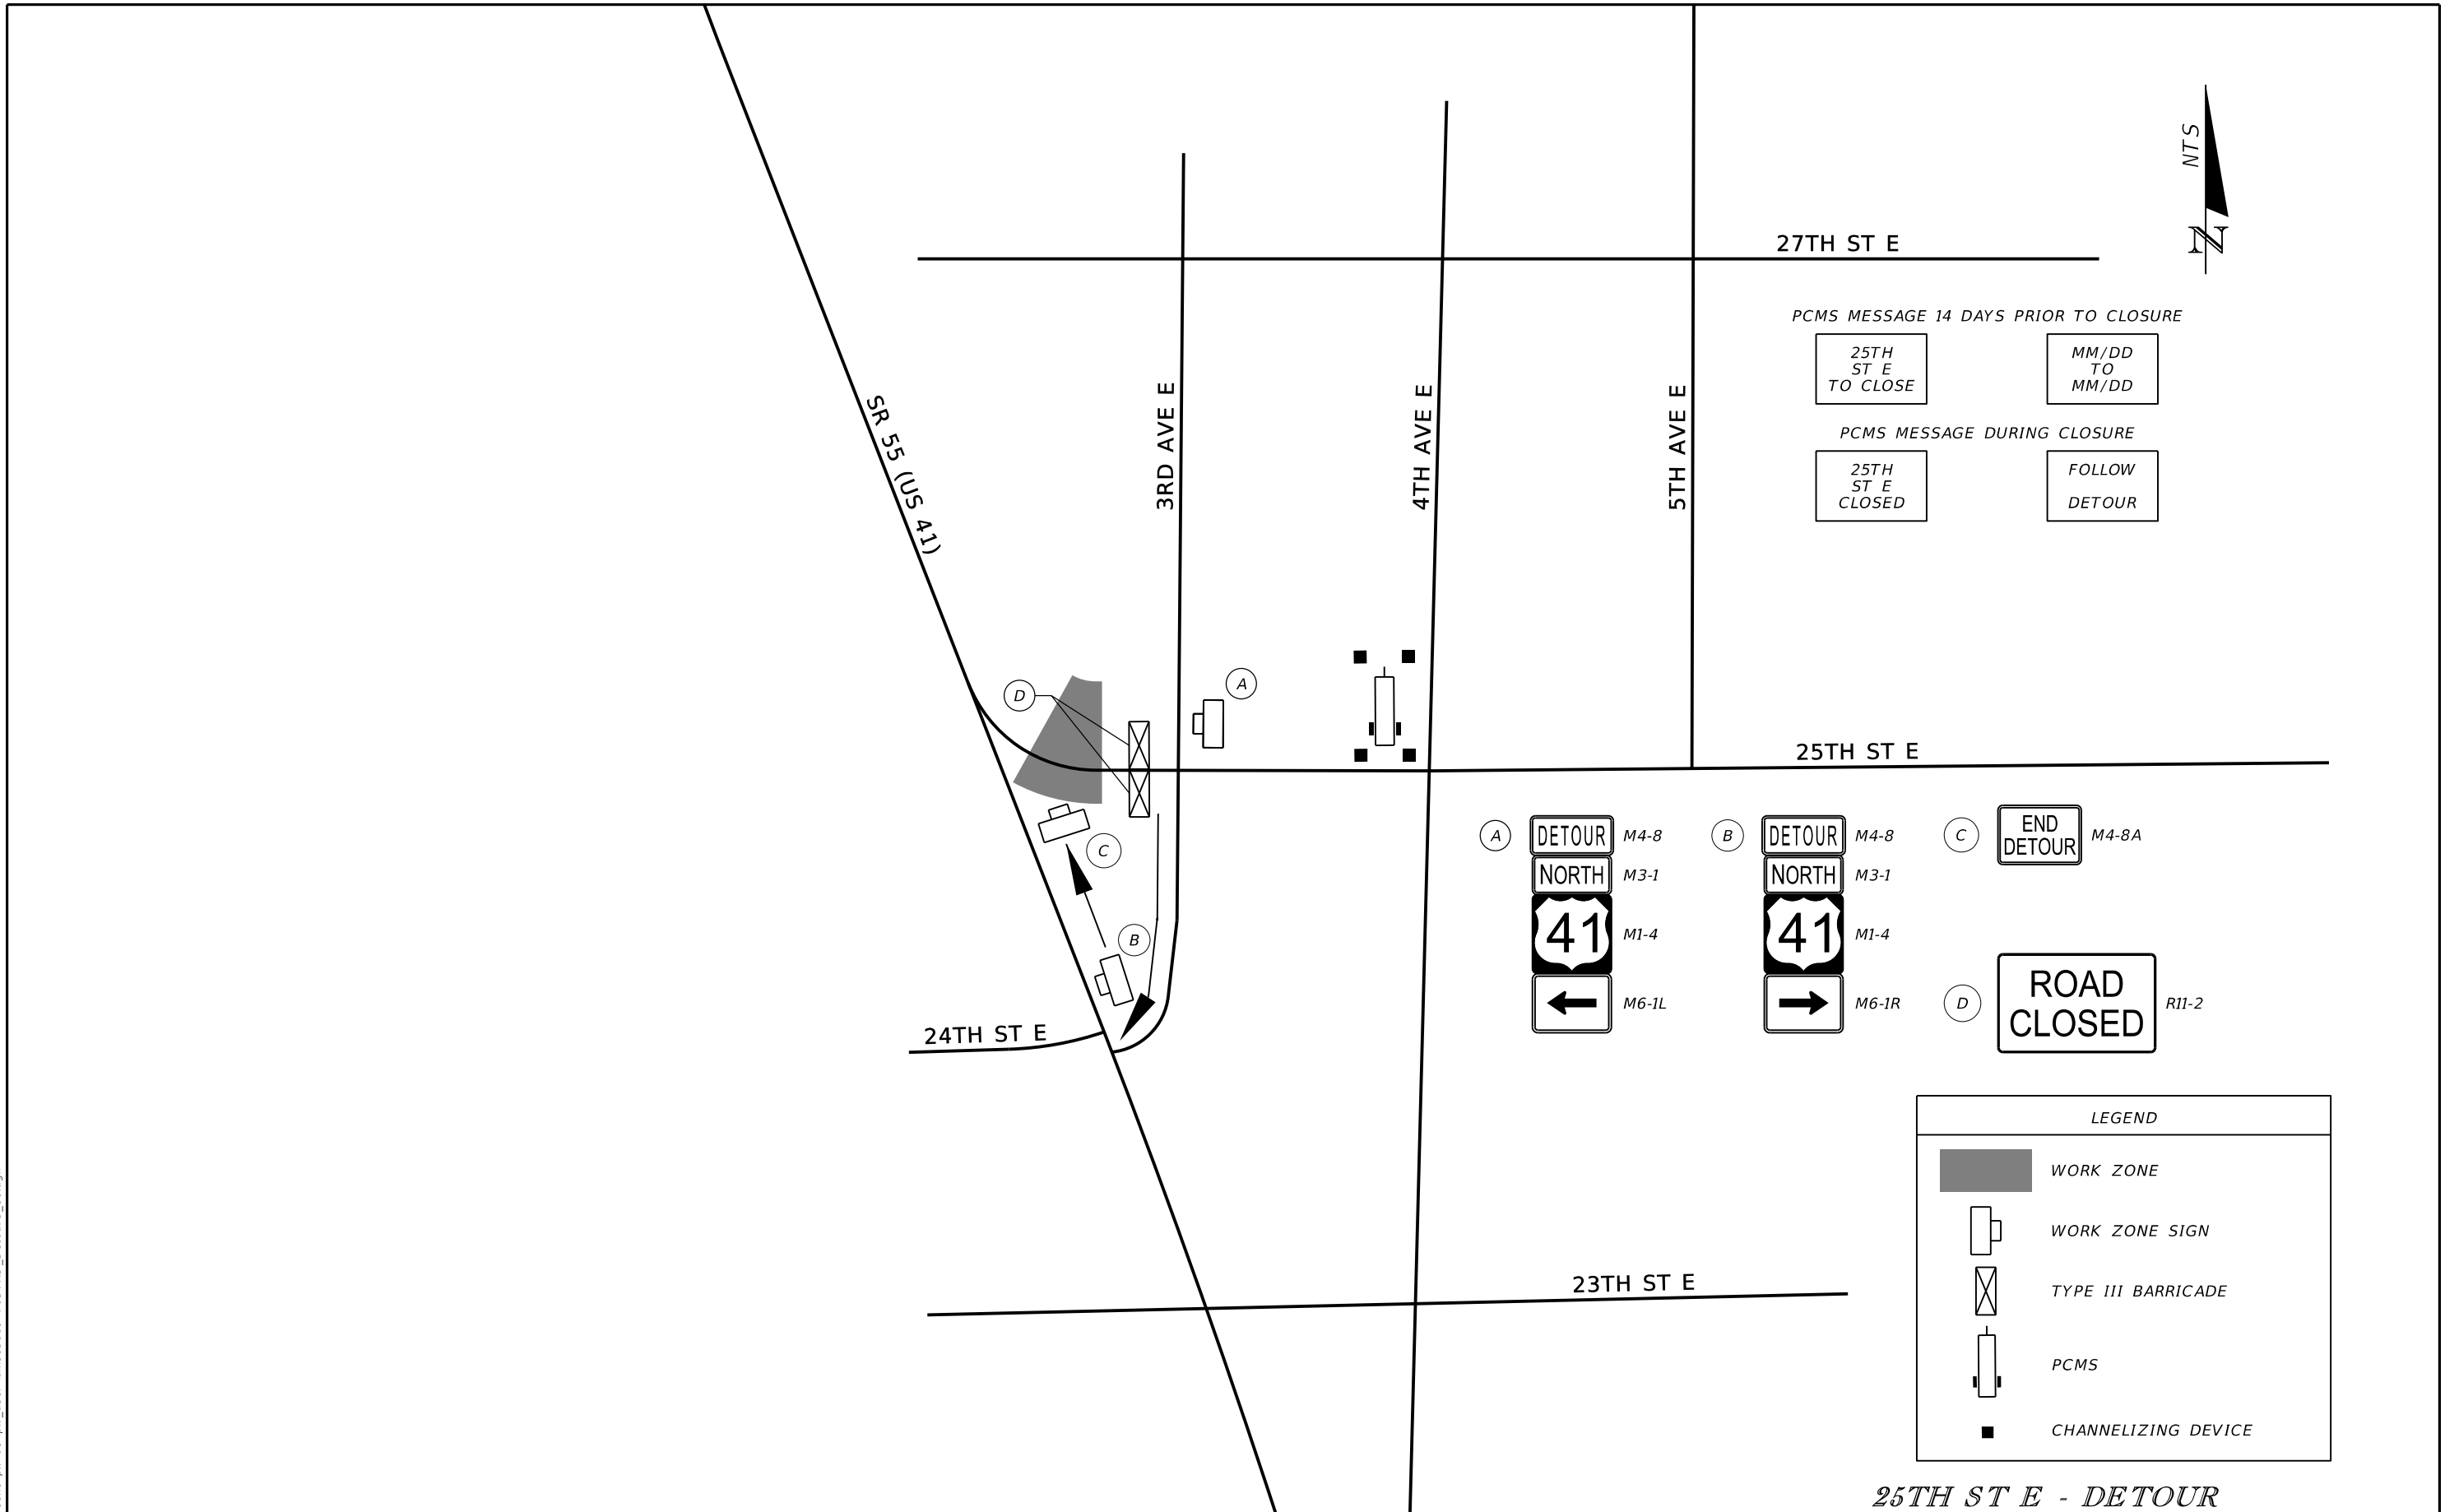 NTS
N
27TH ST E
PCMS MESSAGE 14 DAYS PRIOR TO CLOSURE
25TH
ST E
TO CLOSE
MM/DD
TO
MM/DD
PCMS MESSAGE DURING CLOSURE
25TH
ST E
CLOSED
FOLLOW
DETOUR
SR 55 (US 41)
3RD AVE E
4TH AVE E
5TH AVE E
D
A
25TH ST E
C
B
24TH ST E
A
DETOUR M4-8
NORTH M3-1
41 M1-4
M6-1L
B
DETOUR M4-8
NORTH M3-1
41 M1-4
M6-1R
C
END
DETOUR
M4-8A
D
ROAD
CLOSED
R11-2
23TH ST E
LEGEND
WORK ZONE
WORK ZONE SIGN
TYPE III BARRICADE
PCMS
CHANNELIZING DEVICE
25TH ST E - DETOUR